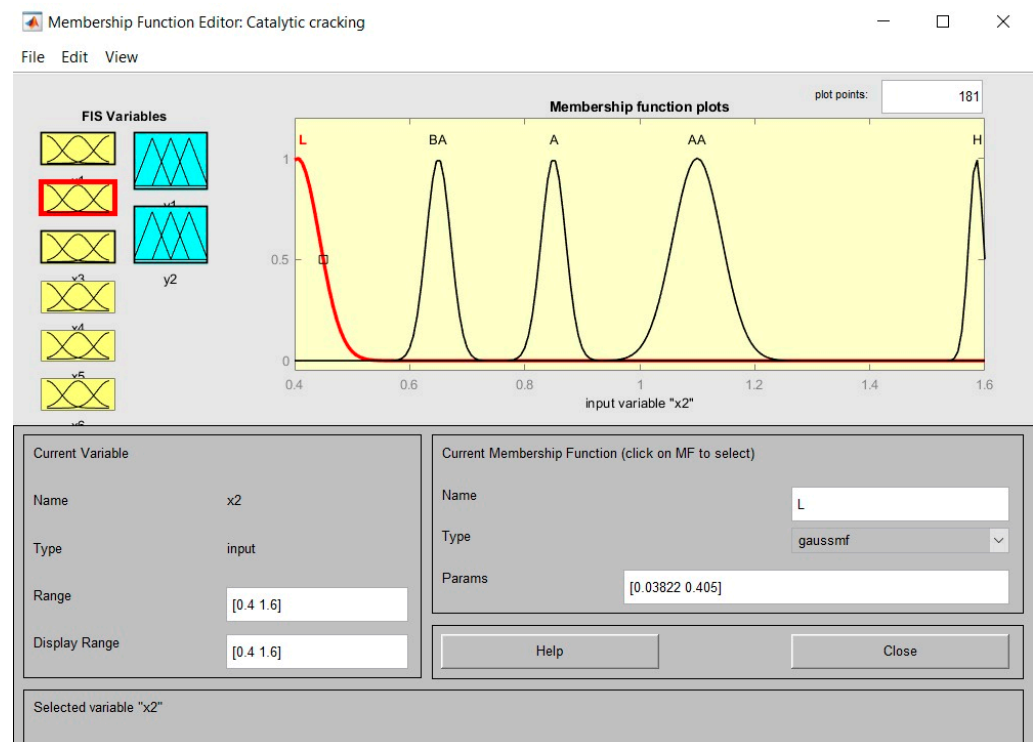 Membership Function Editor: Catalytic cracking
File Edit View
FIS Variables
Membership function plots
plot points: 181
x3
x4
x5
y2
L BA A AA H
1
0.5
0
0.4 0.6 0.8 1 1.2 1.4 1.6
input variable "x2"
Current Variable
Name x2
Type input
Range [0.4 1.6]
Display Range [0.4 1.6]
Current Membership Function (click on MF to select)
Name L
Type gaussmf
Params [0.03822 0.405]
Help Close
Selected variable "x2"